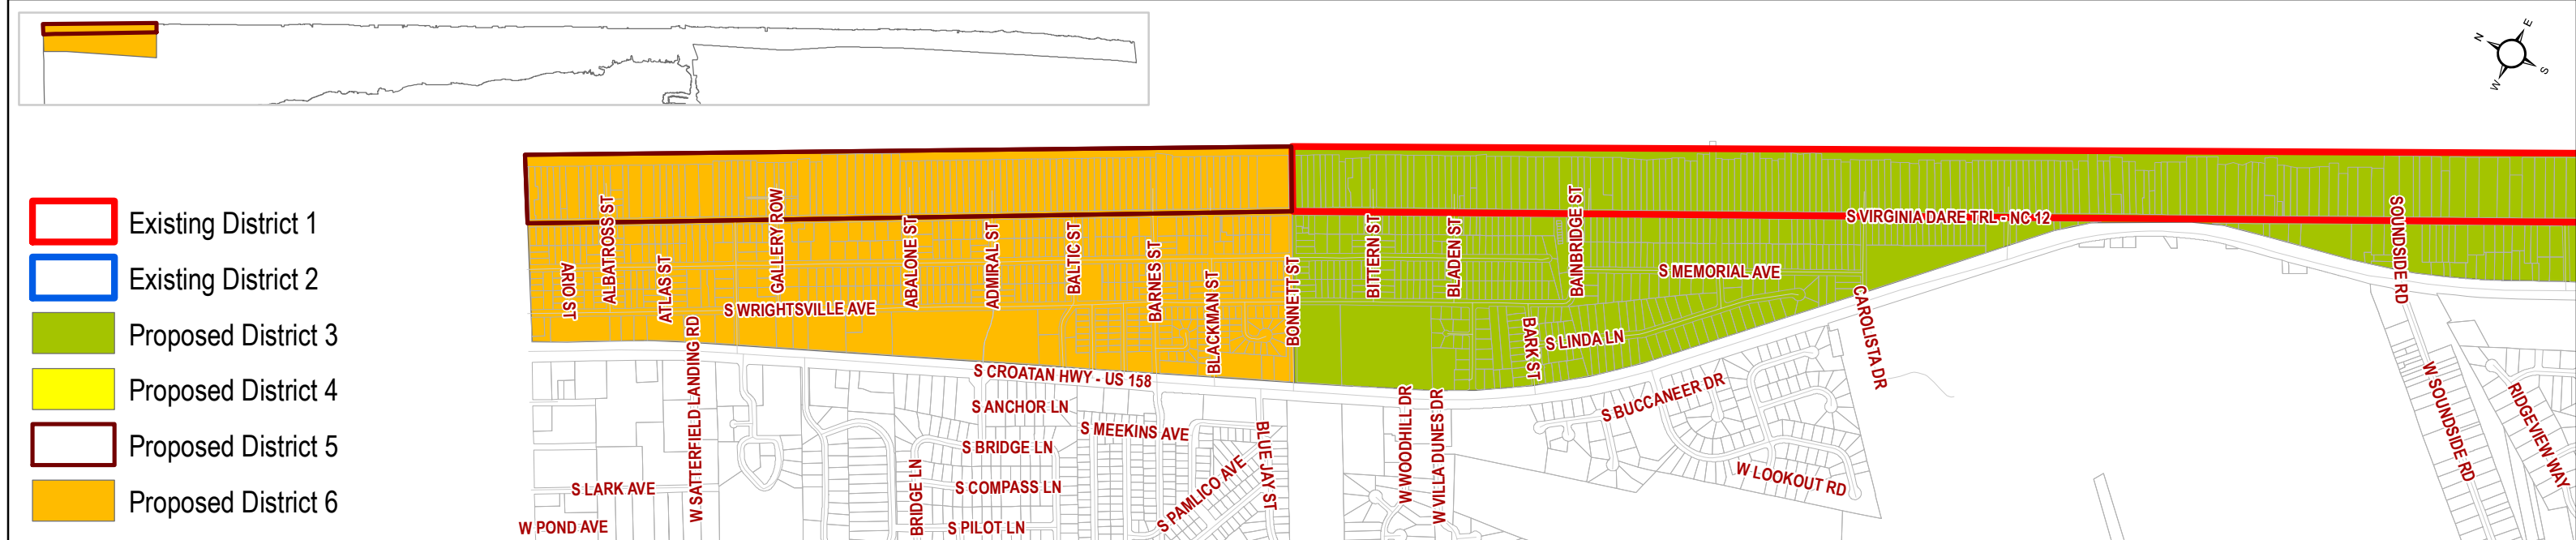 N
E
S
W
Existing District 1
Existing District 2
Proposed District 3
Proposed District 4
Proposed District 5
Proposed District 6
ARIO ST
ALBATROSS ST
ATLAS ST
W SATTERFIELD LANDING RD
GALLERY ROW
S WRIGHTSVILLE AVE
ABALONE ST
ADMIRAL ST
BALTIC ST
BARNES ST
BLACKMAN ST
BONNETT ST
BITTERN ST
BLADEN ST
BARK ST
BAINBRIDGE ST
S LINDA LN
S MEMORIAL AVE
S VIRGINIA DARE TRL - NC 12
CAROLISTA DR
SOUNDSIDE RD
S CROATAN HWY - US 158
S ANCHOR LN
S MEEKINS AVE
S BRIDGE LN
BRIDGE LN
S LARK AVE
S COMPASS LN
W POND AVE
S PILOT LN
S PAMLICO AVE
BLUE JAY ST
W WOODHILL DR
W VILLA DUNES DR
S BUCCANEER DR
W LOOKOUT RD
W SOUNDSIDE RD
RIDGEVIEW WAY